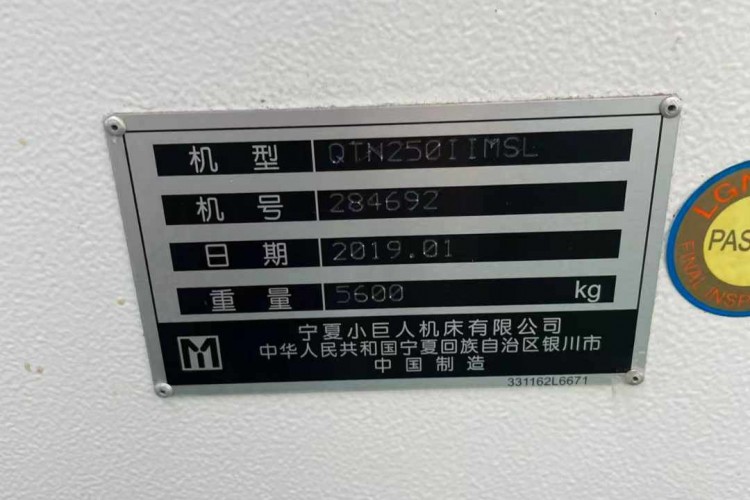 机型 QTN250IIMSL
机号 284692
日期 2019.01
重量 5600 kg
宁夏小巨人机床有限公司
中华人民共和国宁夏回族自治区银川市
中国制造
331162L6671
PAS
FINAL INSPE